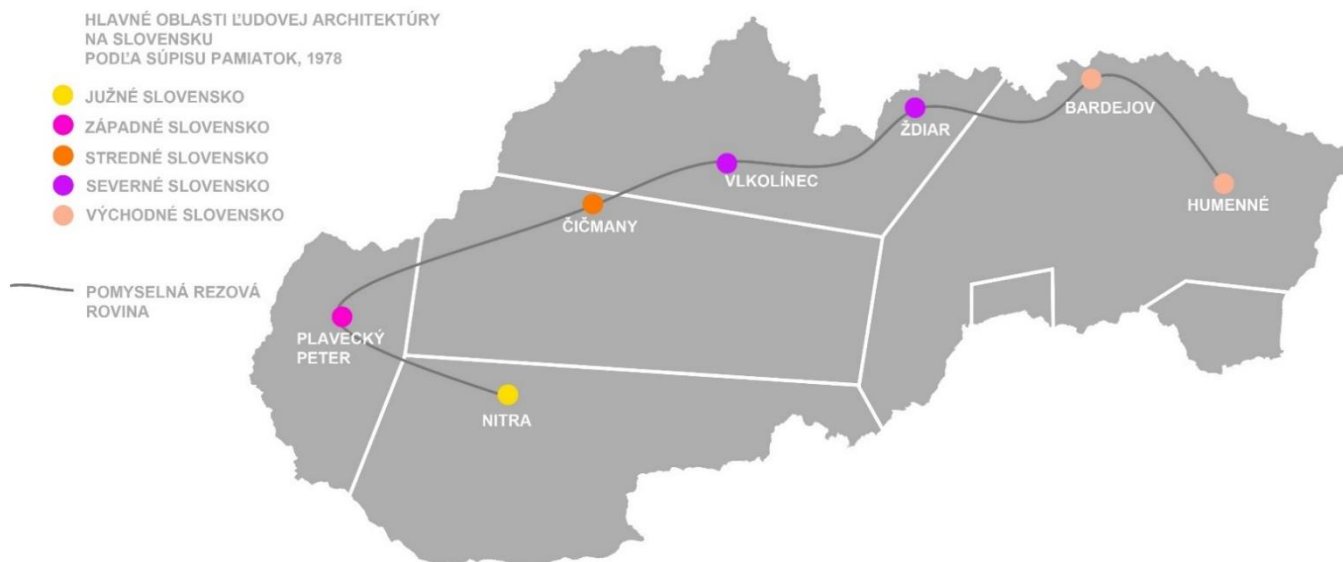 HLAVNÉ OBLASTI ĽUDOVEJ ARCHITEKTÚRY
NA SLOVENSKU
PODĽA SÚPISU PAMIATOK, 1978
JUŽNÉ SLOVENSKO
ZÁPADNÉ SLOVENSKO
STREDNÉ SLOVENSKO
SEVERNÉ SLOVENSKO
VÝCHODNÉ SLOVENSKO
POMYSELNÁ REZOVÁ
ROVINA
BARDEJOV
ŽDIAR
VLKOLÍNEC
HUMENNÉ
ČIČMANY
PLAVECKÝ
PETER
NITRA